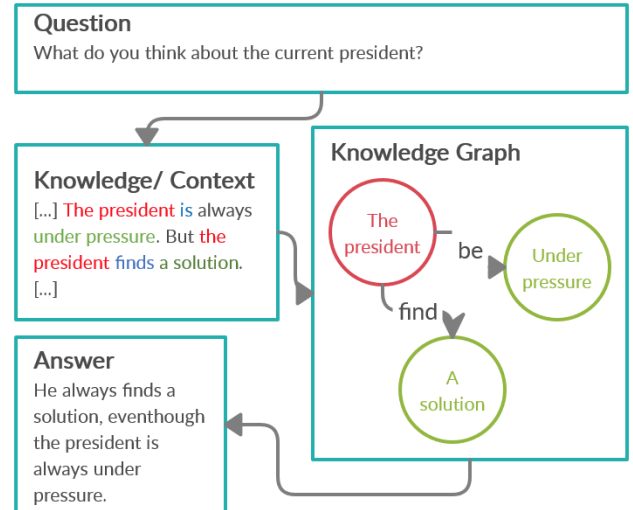 Question
What do you think about the current president?
Knowledge/ Context
[...] The president is always
under pressure. But the
president finds a solution.
[...]
Knowledge Graph
The
president
be
Under
pressure
find
A
solution
Answer
He always finds a
solution, eventhough
the president is
always under
pressure.